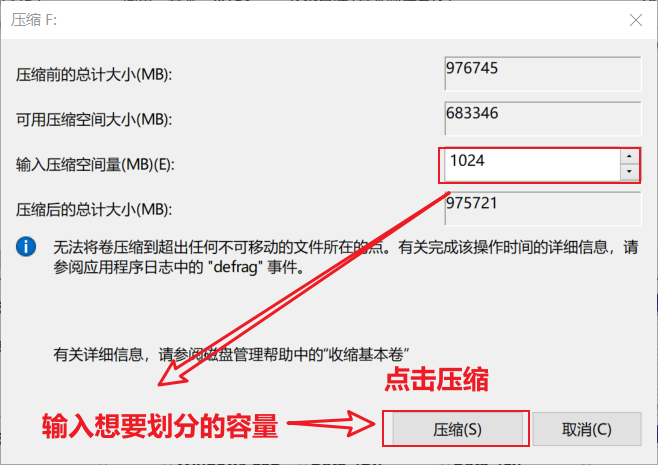 压缩 F:
压缩前的总计大小(MB): 976745
可用压缩空间大小(MB): 683346
输入压缩空间量(MB)(E): 1024
压缩后的总计大小(MB): 975721
无法将卷压缩到超出任何不可移动的文件所在的点。有关完成该操作时间的详细信息，请
参阅应用程序日志中的 "defrag" 事件。
有关详细信息，请参阅磁盘管理帮助中的“收缩基本卷”
点击压缩
输入想要划分的容量
压缩(S) 取消(C)